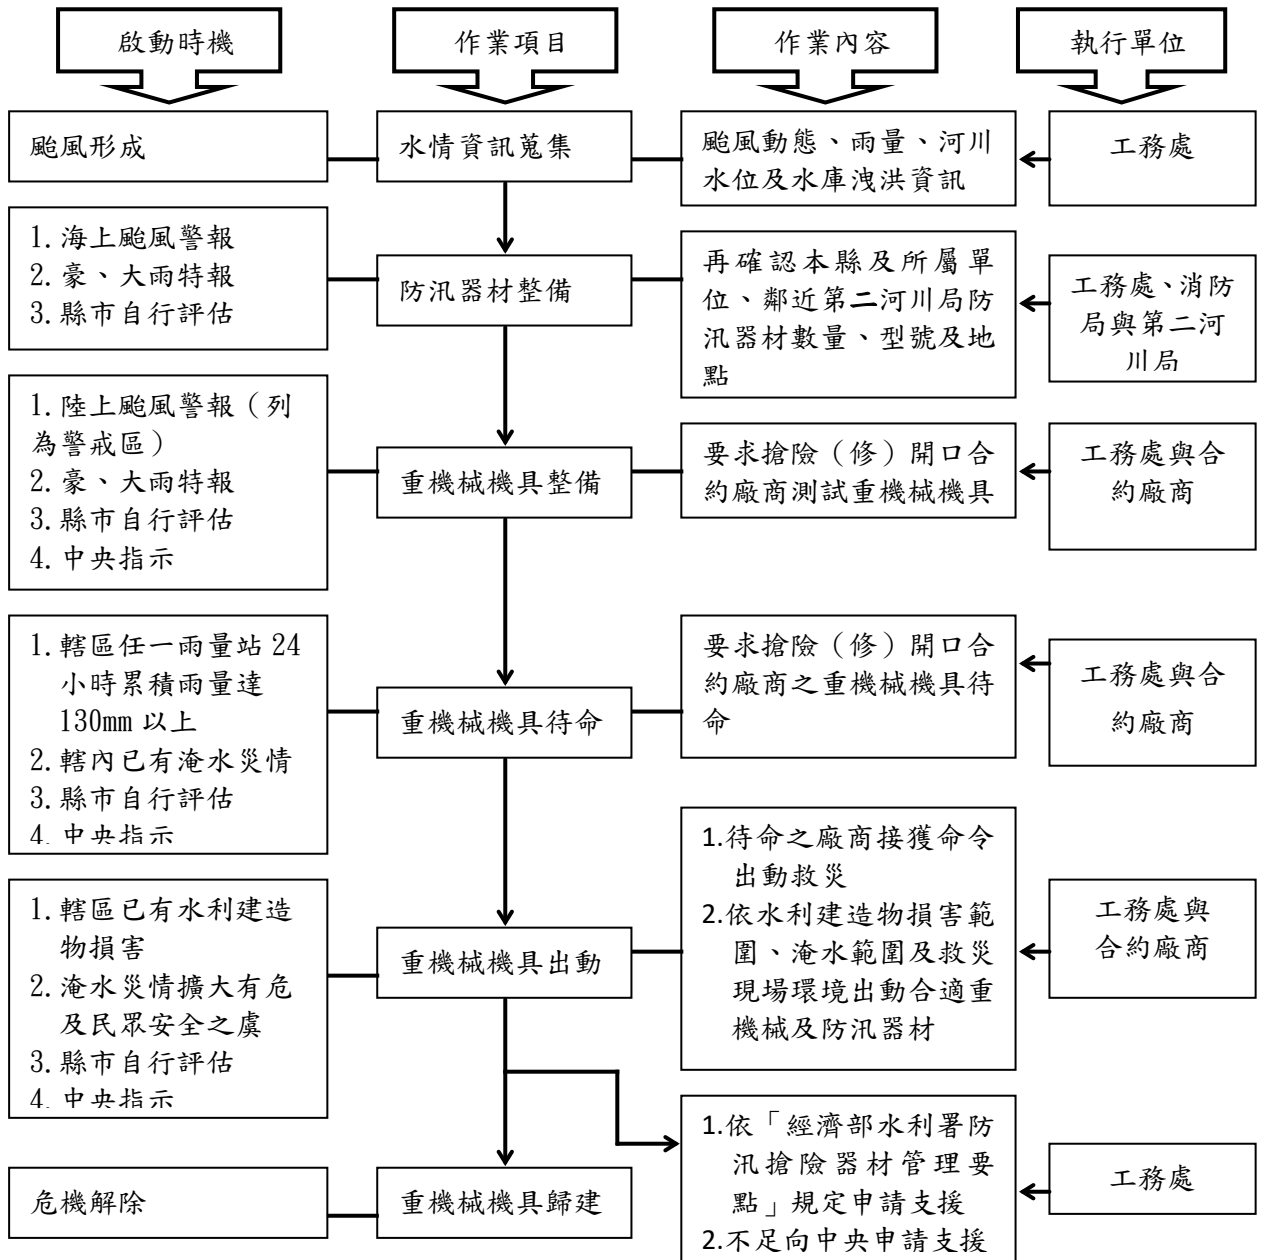 啟動時機
作業項目
作業內容
執行單位
颱風形成
水情資訊蒐集
颱風動態、雨量、河川
水位及水庫洩洪資訊
工務處
1.海上颱風警報
2.豪、大雨特報
3.縣市自行評估
防汛器材整備
再確認本縣及所屬單
位、鄰近第二河川局防
汛器材數量、型號及地
點
工務處、消防
局與第二河
川局
1.陸上颱風警報（列
為警戒區）
2.豪、大雨特報
3.縣市自行評估
4.中央指示
重機械機具整備
要求搶險（修）開口合
約廠商測試重機械機具
工務處與合
約廠商
1.轄區任一雨量站 24
小時累積雨量達
130mm 以上
2.轄內已有淹水災情
3.縣市自行評估
4.中央指示
重機械機具待命
要求搶險（修）開口合
約廠商之重機械機具待
命
工務處與合
約廠商
1.轄區已有水利建造
物損害
2.淹水災情擴大有危
及民眾安全之虞
3.縣市自行評估
4.中央指示
重機械機具出動
1.待命之廠商接獲命令
出動救災
2.依水利建造物損害範
圍、淹水範圍及救災
現場環境出動合適重
機械及防汛器材
工務處與
合約廠商
危機解除
重機械機具歸建
1.依「經濟部水利署防
汛搶險器材管理要
點」規定申請支援
2.不足向中央申請支援
工務處